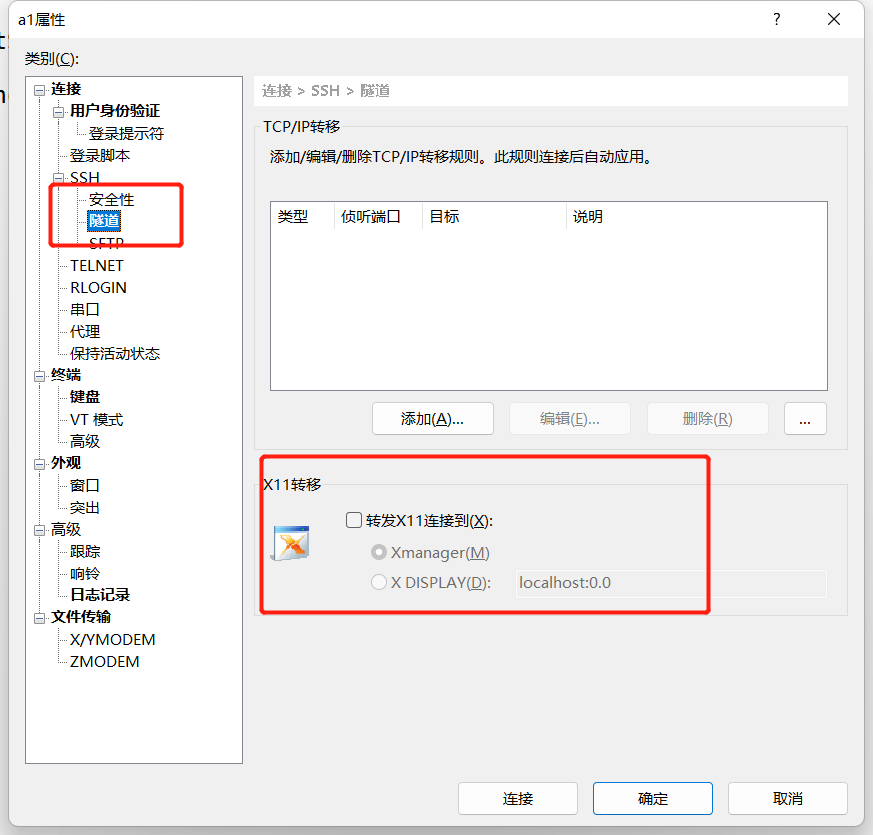 a1属性
?
类别(C):
连接
用户身份验证
登录提示符
登录脚本
SSH
安全性
隧道
SFTP
TELNET
RLOGIN
串口
代理
保持活动状态
终端
键盘
VT 模式
高级
外观
窗口
突出
高级
跟踪
响铃
日志记录
文件传输
X/YMODEM
ZMODEM
连接 > SSH > 隧道
TCP/IP转移
添加/编辑/删除TCP/IP转移规则。此规则连接后自动应用。
类型 侦听端口 目标 说明
添加(A)... 编辑(E)... 删除(R) ...
X11转移
转发X11连接到(X):
Xmanager(M)
X DISPLAY(D): localhost:0.0
连接 确定 取消